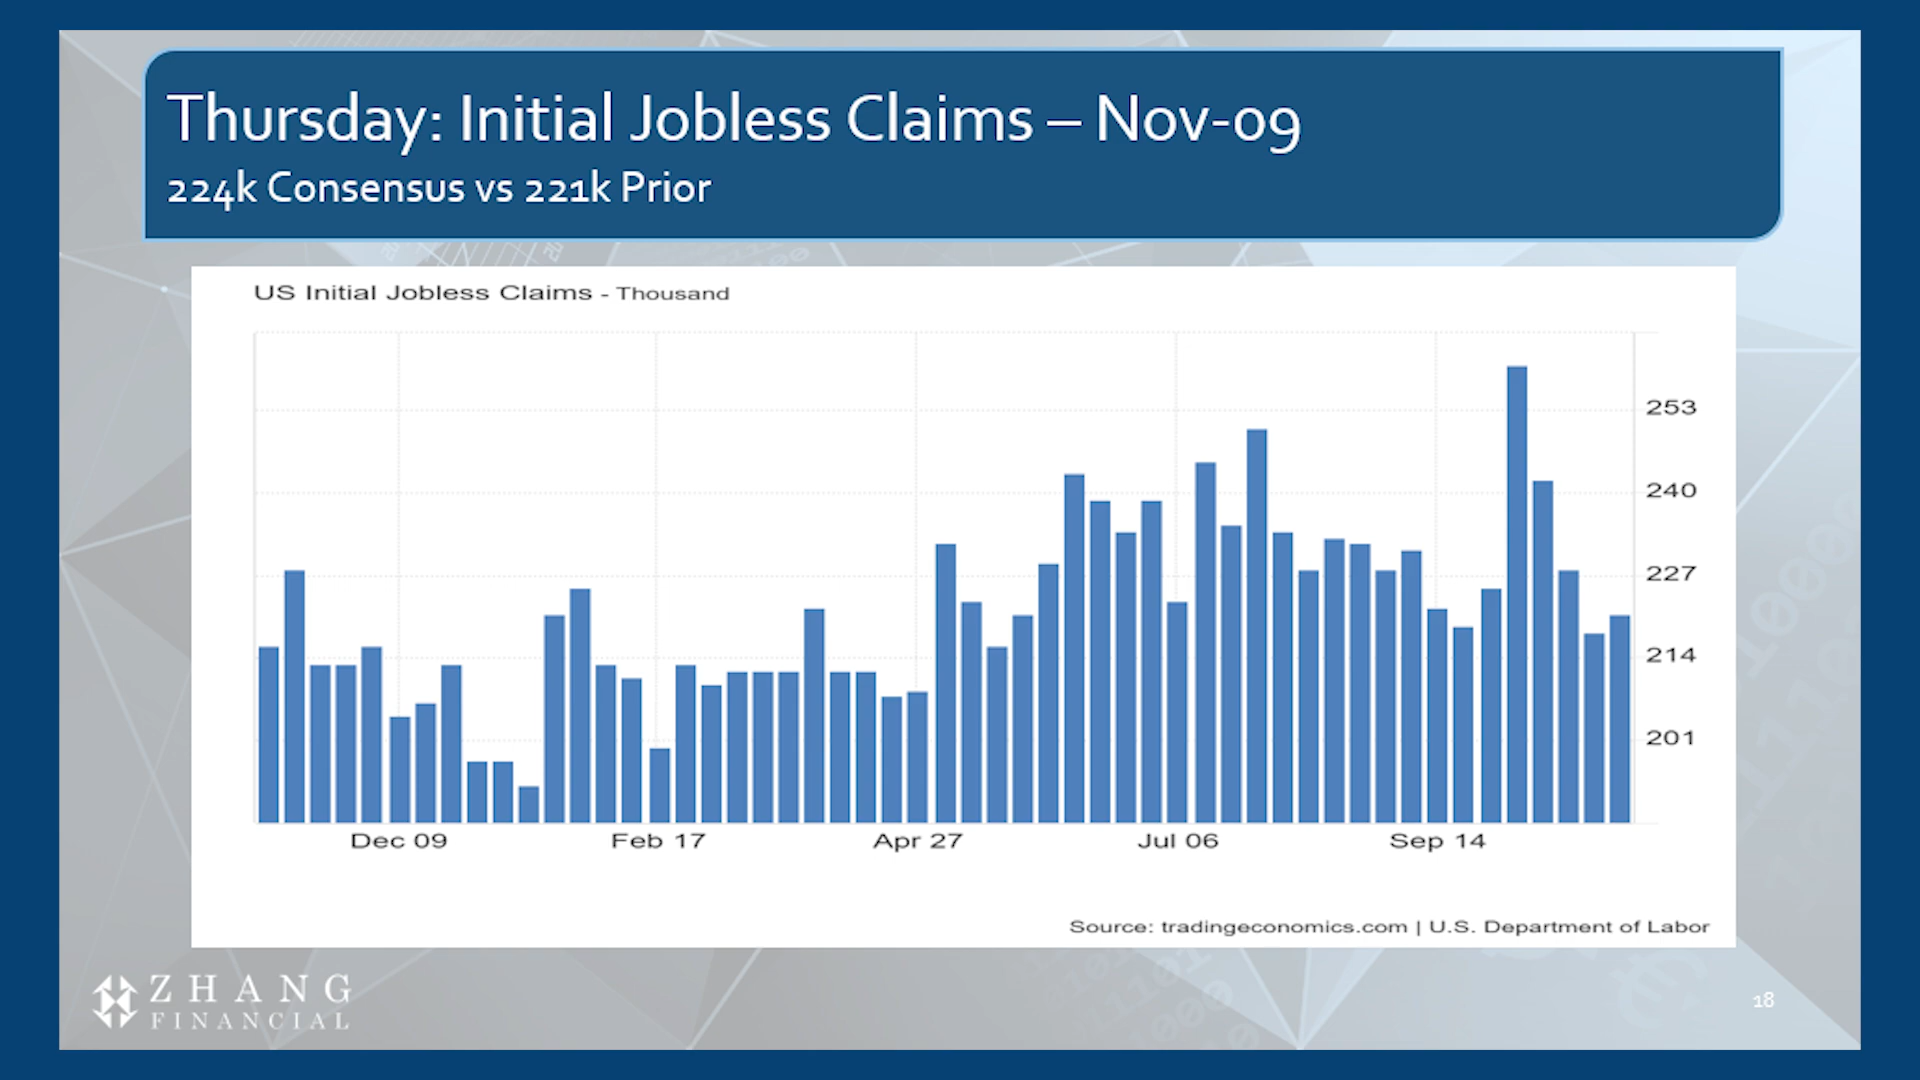 Thursday: Initial Jobless Claims – Nov-09
224k Consensus vs 221k Prior
US Initial Jobless Claims - Thousand
253
240
227
214
201
Dec 09 Feb 17 Apr 27 Jul 06 Sep 14
Source: tradingeconomics.com | U.S. Department of Labor
ZHANG
FINANCIAL
18